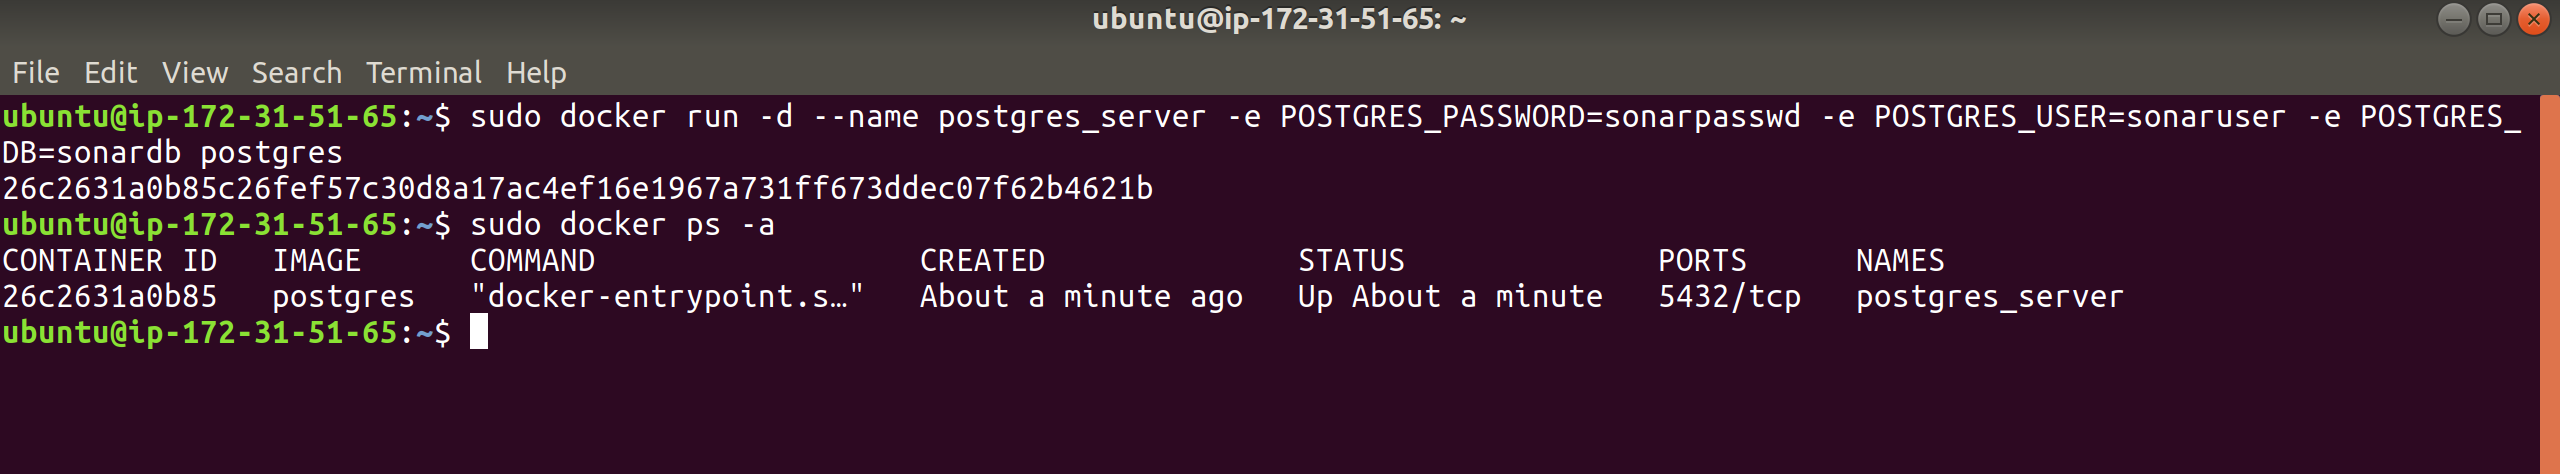 ubuntu@ip-172-31-51-65: ~
File Edit View Search Terminal Help
ubuntu@ip-172-31-51-65:~$ sudo docker run -d --name postgres_server -e POSTGRES_PASSWORD=sonarpasswd -e POSTGRES_USER=sonaruser -e POSTGRES_
DB=sonardb postgres
26c2631a0b85c26fef57c30d8a17ac4ef16e1967a731ff673ddec07f62b4621b
ubuntu@ip-172-31-51-65:~$ sudo docker ps -a
CONTAINER ID   IMAGE      COMMAND                  CREATED              STATUS              PORTS      NAMES
26c2631a0b85   postgres   "docker-entrypoint.s…"   About a minute ago   Up About a minute   5432/tcp   postgres_server
ubuntu@ip-172-31-51-65:~$